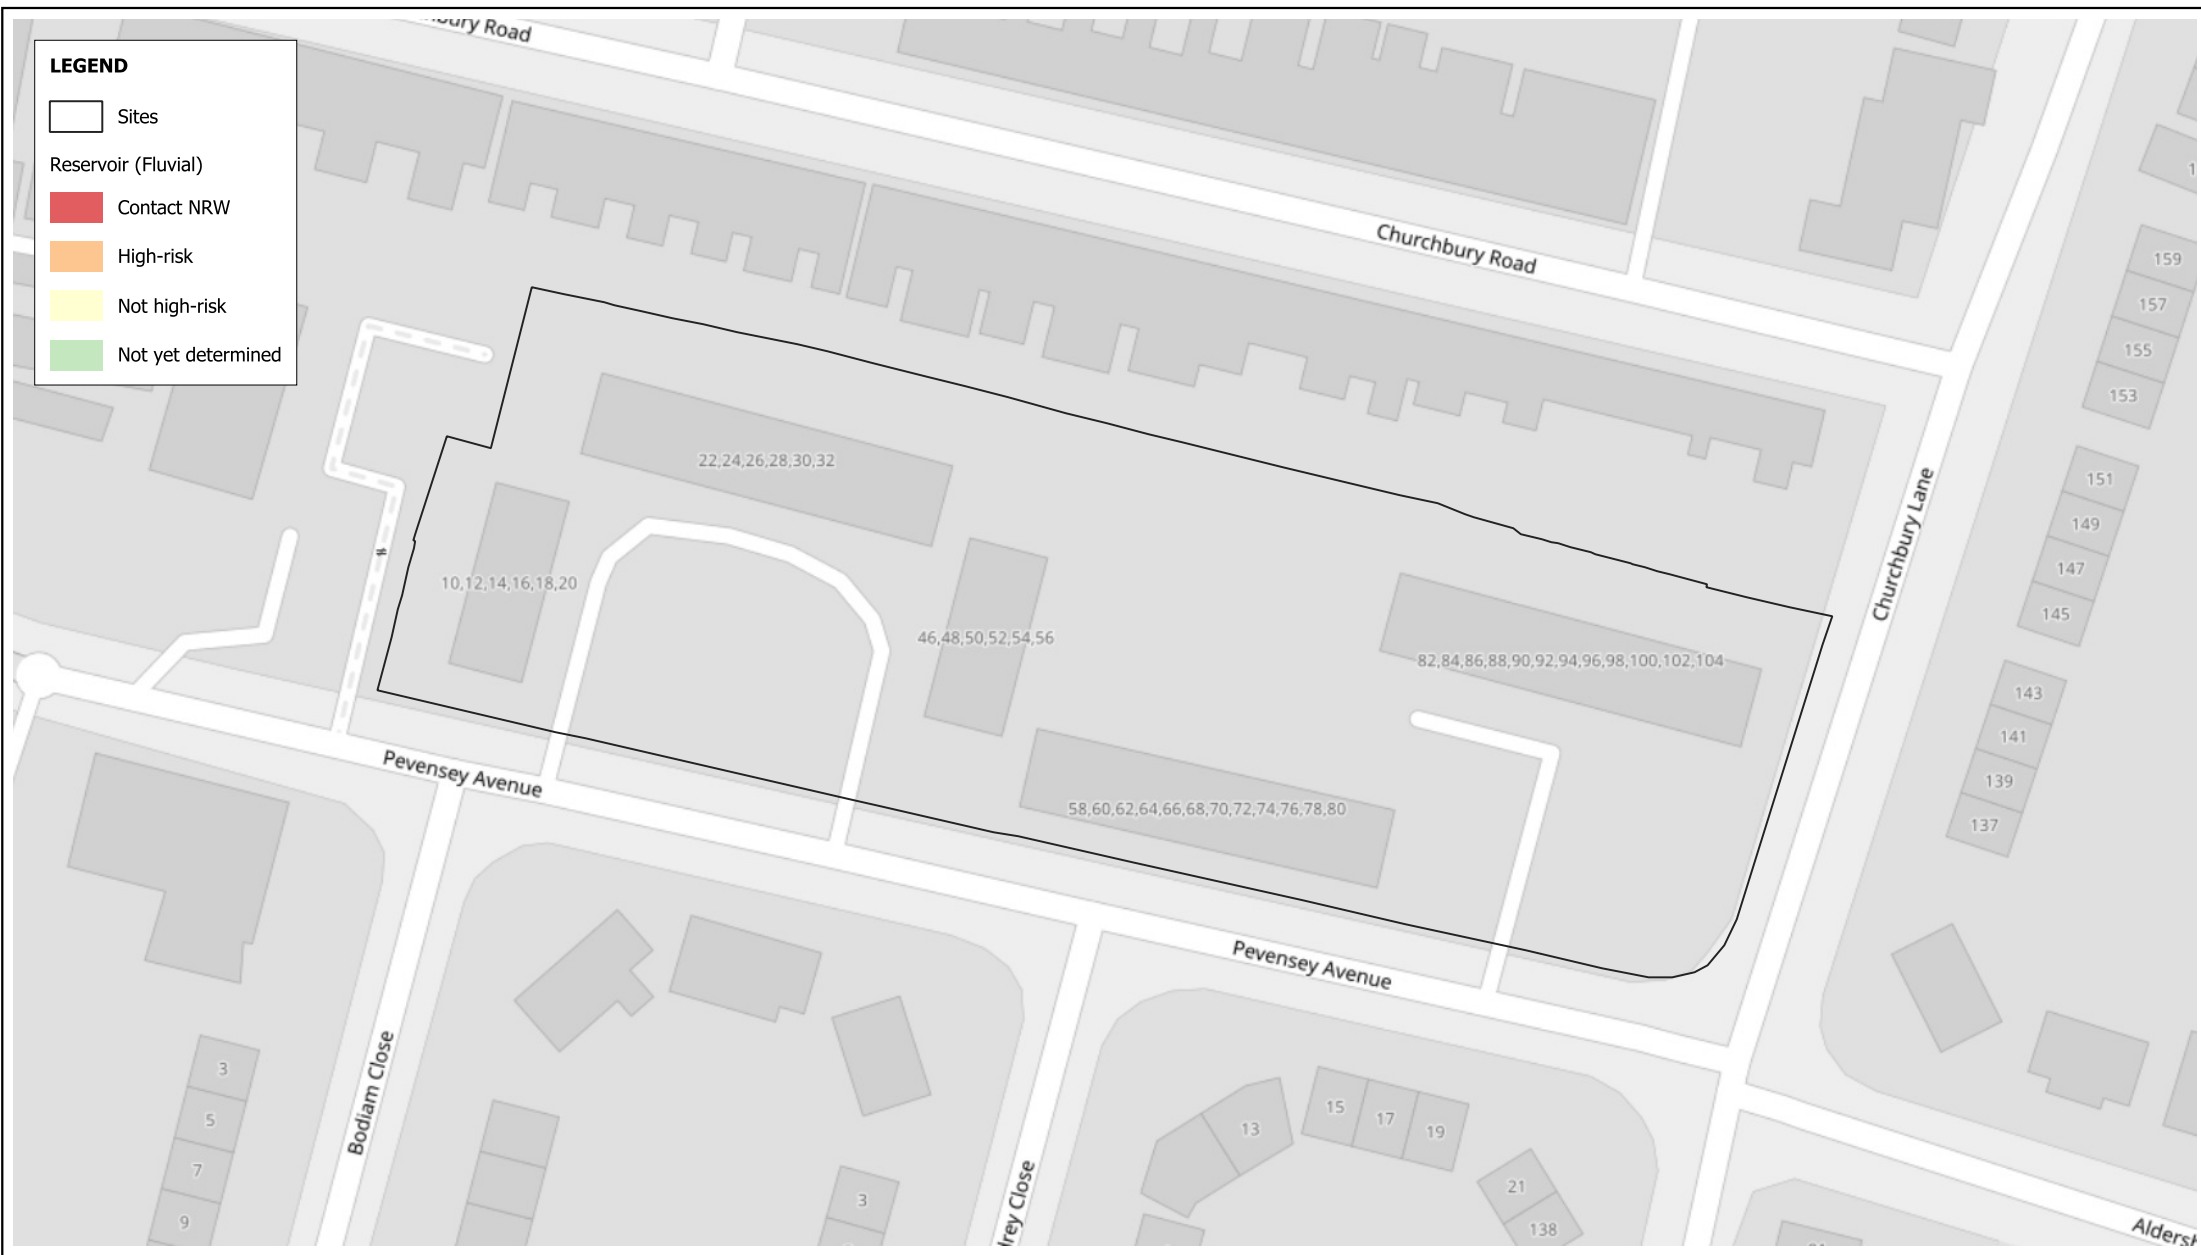 LEGEND
Sites
Reservoir (Fluvial)
Contact NRW
High-risk
Not high-risk
Not yet determined
Road
Churchbury Road
Churchbury Lane
159
157
155
153
151
149
147
145
143
141
139
137
22,24,26,28,30,32
10,12,14,16,18,20
46,48,50,52,54,56
82,84,86,88,90,92,94,96,98,100,102,104
58,60,62,64,66,68,70,72,74,76,78,80
Pevensey Avenue
Pevensey Avenue
Bodiam Close
3
5
7
9
3
Close
13
15
17
19
21
138